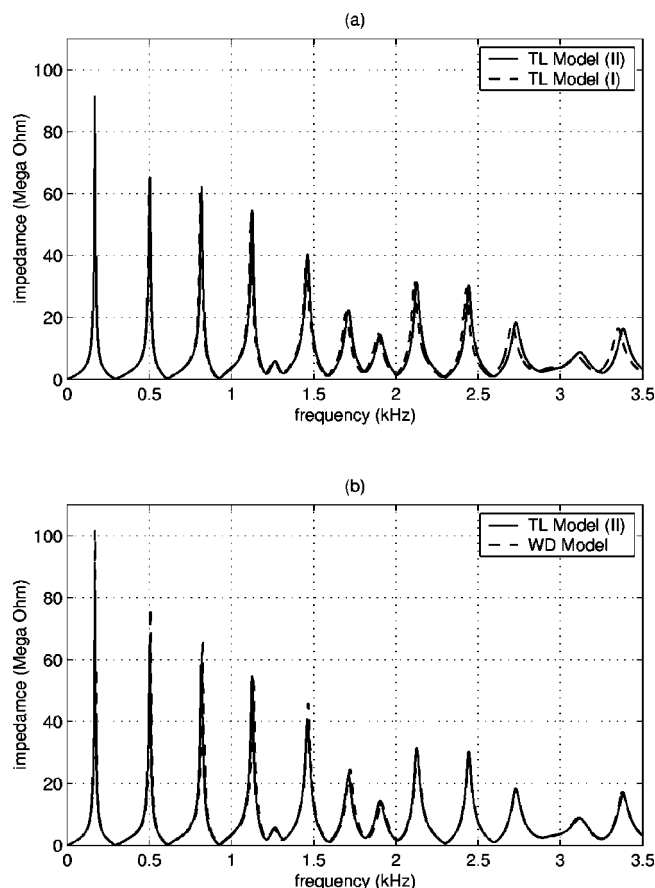 (a)
TL Model (II)
TL Model (I)
impedamce (Mega Ohm)
100
80
60
40
20
0
0 0.5 1 1.5 2 2.5 3 3.5
frequency (kHz)
(b)
TL Model (II)
WD Model
impedamce (Mega Ohm)
100
80
60
40
20
0
0 0.5 1 1.5 2 2.5 3 3.5
frequency (kHz)